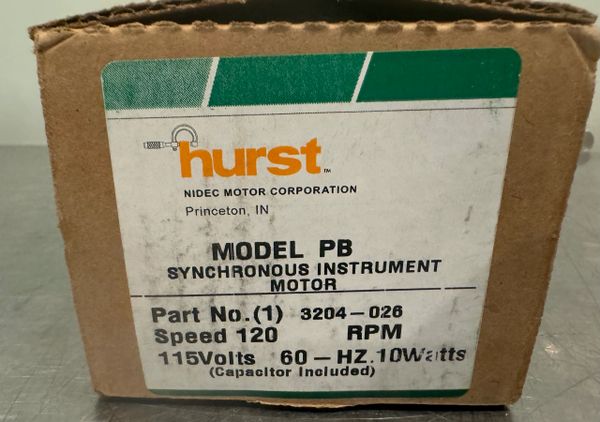 hurst™
NIDEC MOTOR CORPORATION
Princeton, IN
MODEL PB
SYNCHRONOUS INSTRUMENT
MOTOR
Part No.(1) 3204-026
Speed 120 RPM
115Volts 60-HZ.10Watts
(Capacitor Included)